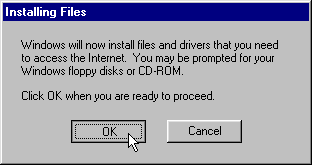 Installing Files
Windows will now install files and drivers that you need
to access the Internet. You may be prompted for your
Windows floppy disks or CD-ROM.
Click OK when you are ready to proceed.
OK
Cancel